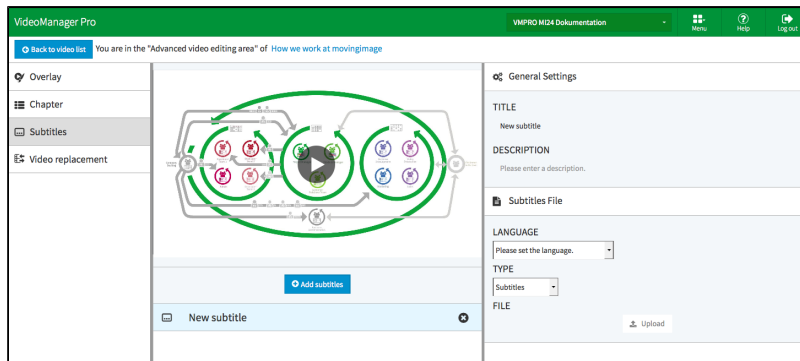 VideoManager Pro
VMPRO MI24 Dokumentation
Menu
Help
Log out
Back to video list
You are in the "Advanced video editing area" of How we work at movingimage
Overlay
Chapter
Subtitles
Video replacement
Add subtitles
New subtitle
General Settings
TITLE
New subtitle
DESCRIPTION
Please enter a description.
Subtitles File
LANGUAGE
Please set the language.
TYPE
Subtitles
FILE
Upload